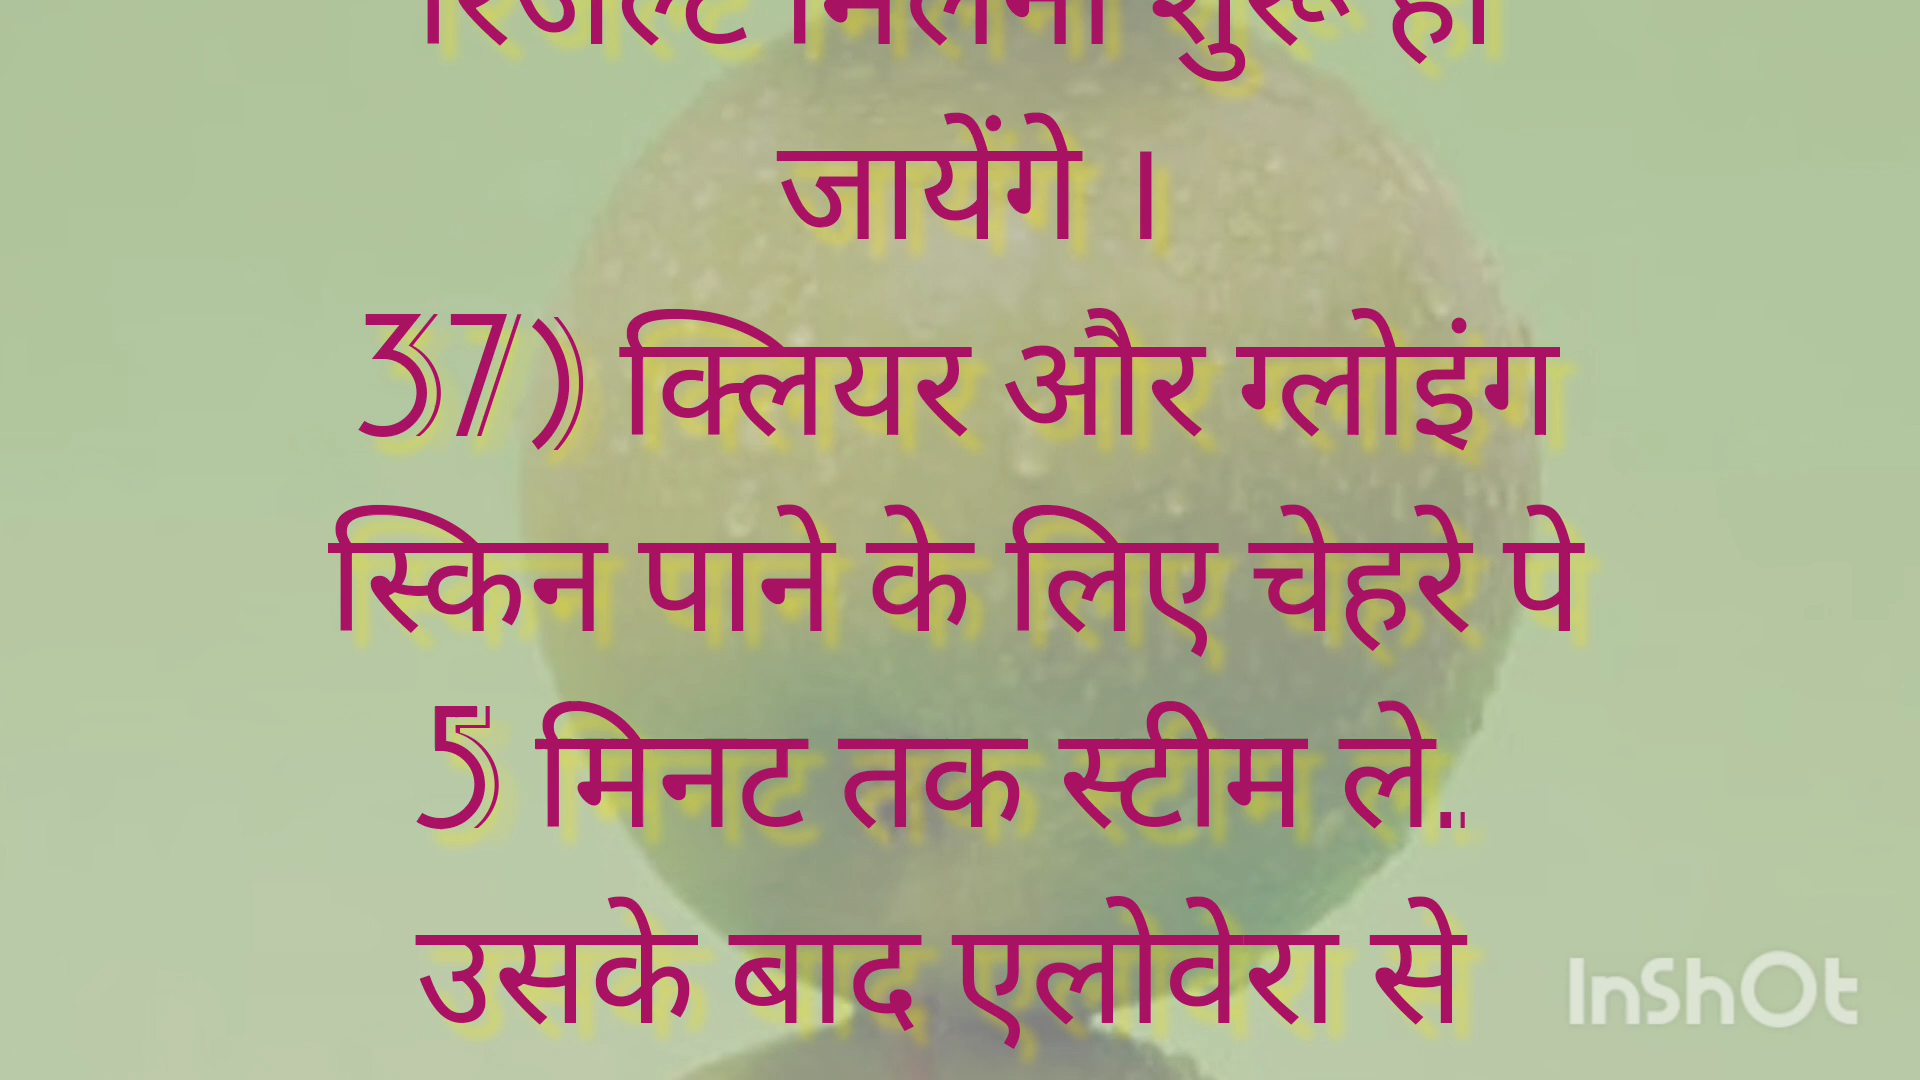 रिजल्ट मिलना शुरू हो
जायेंगे ।
37) क्लियर और ग्लोइंग
स्किन पाने के लिए चेहरे पे
5 मिनट तक स्टीम ले..
उसके बाद एलोवेरा से
InShOt